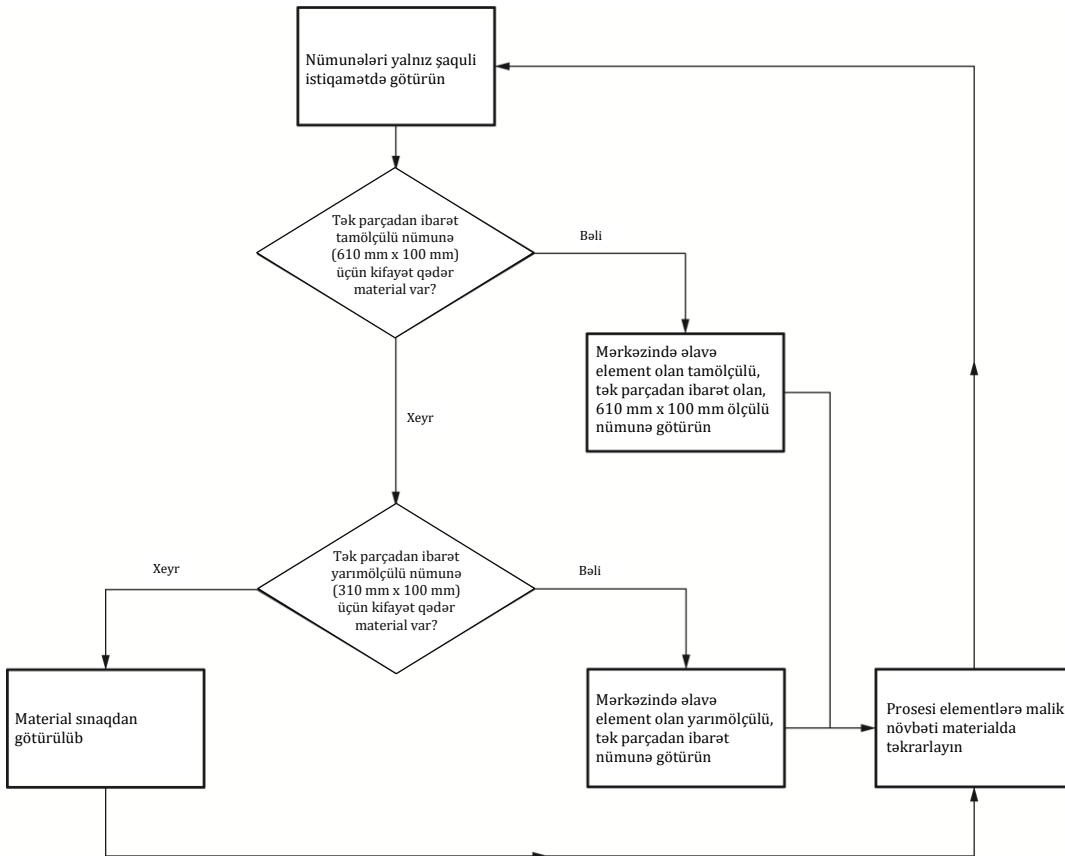 Nümunələri yalnız şaquli
istiqamətdə götürün
Tək parçadan ibarət
tamölçülü nümunə
(610 mm x 100 mm)
üçün kifayət qədər
material var?
Bəli
Mərkəzində əlavə
element olan tamölçülü,
tək parçadan ibarət olan,
610 mm x 100 mm ölçülü
nümunə götürün
Xeyr
Tək parçadan ibarət
yarımölçülü nümunə
(310 mm x 100 mm)
üçün kifayət qədər
material var?
Xeyr
Bəli
Material sınaqdan
götürülüb
Mərkəzində əlavə
element olan yarımölçülü,
tək parçadan ibarət
nümunə götürün
Prosesi elementlərə malik
növbəti materialda
təkrarlayın